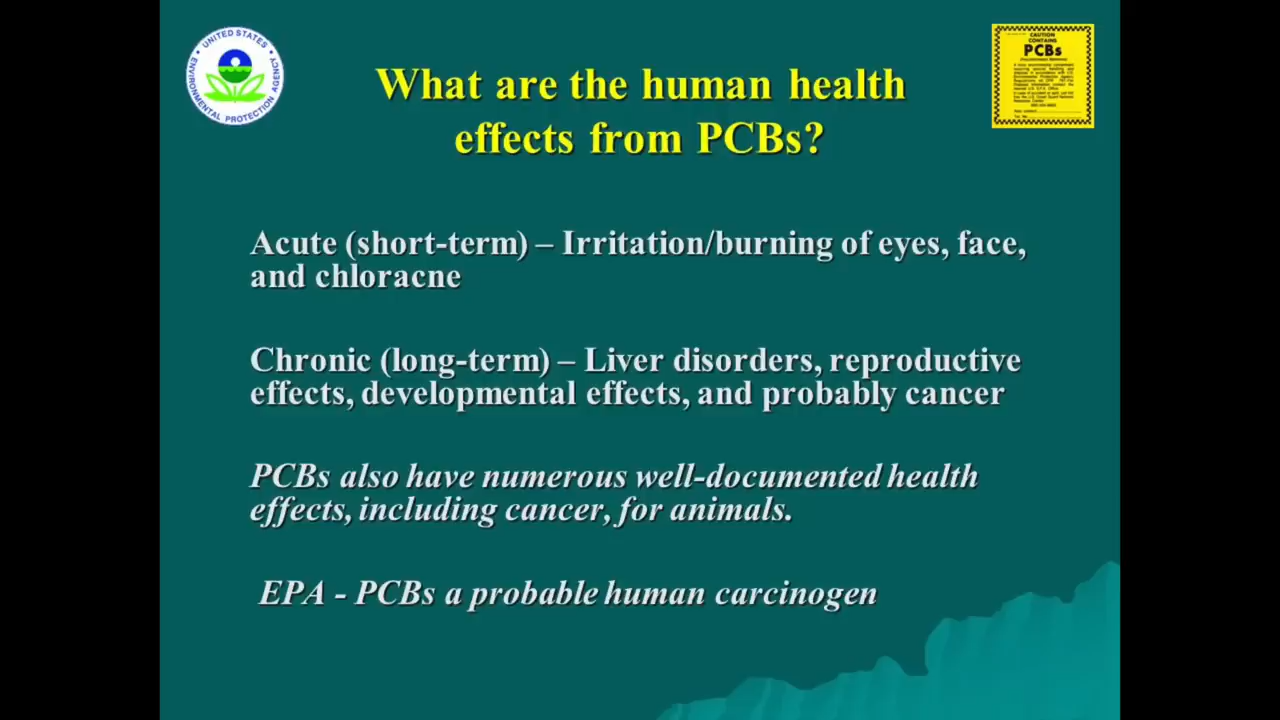 UNITED STATES
ENVIRONMENTAL PROTECTION AGENCY
CAUTION
CONTAINS
PCBs
What are the human health
effects from PCBs?
Acute (short-term) – Irritation/burning of eyes, face,
and chloracne
Chronic (long-term) – Liver disorders, reproductive
effects, developmental effects, and probably cancer
PCBs also have numerous well-documented health
effects, including cancer, for animals.
EPA - PCBs a probable human carcinogen